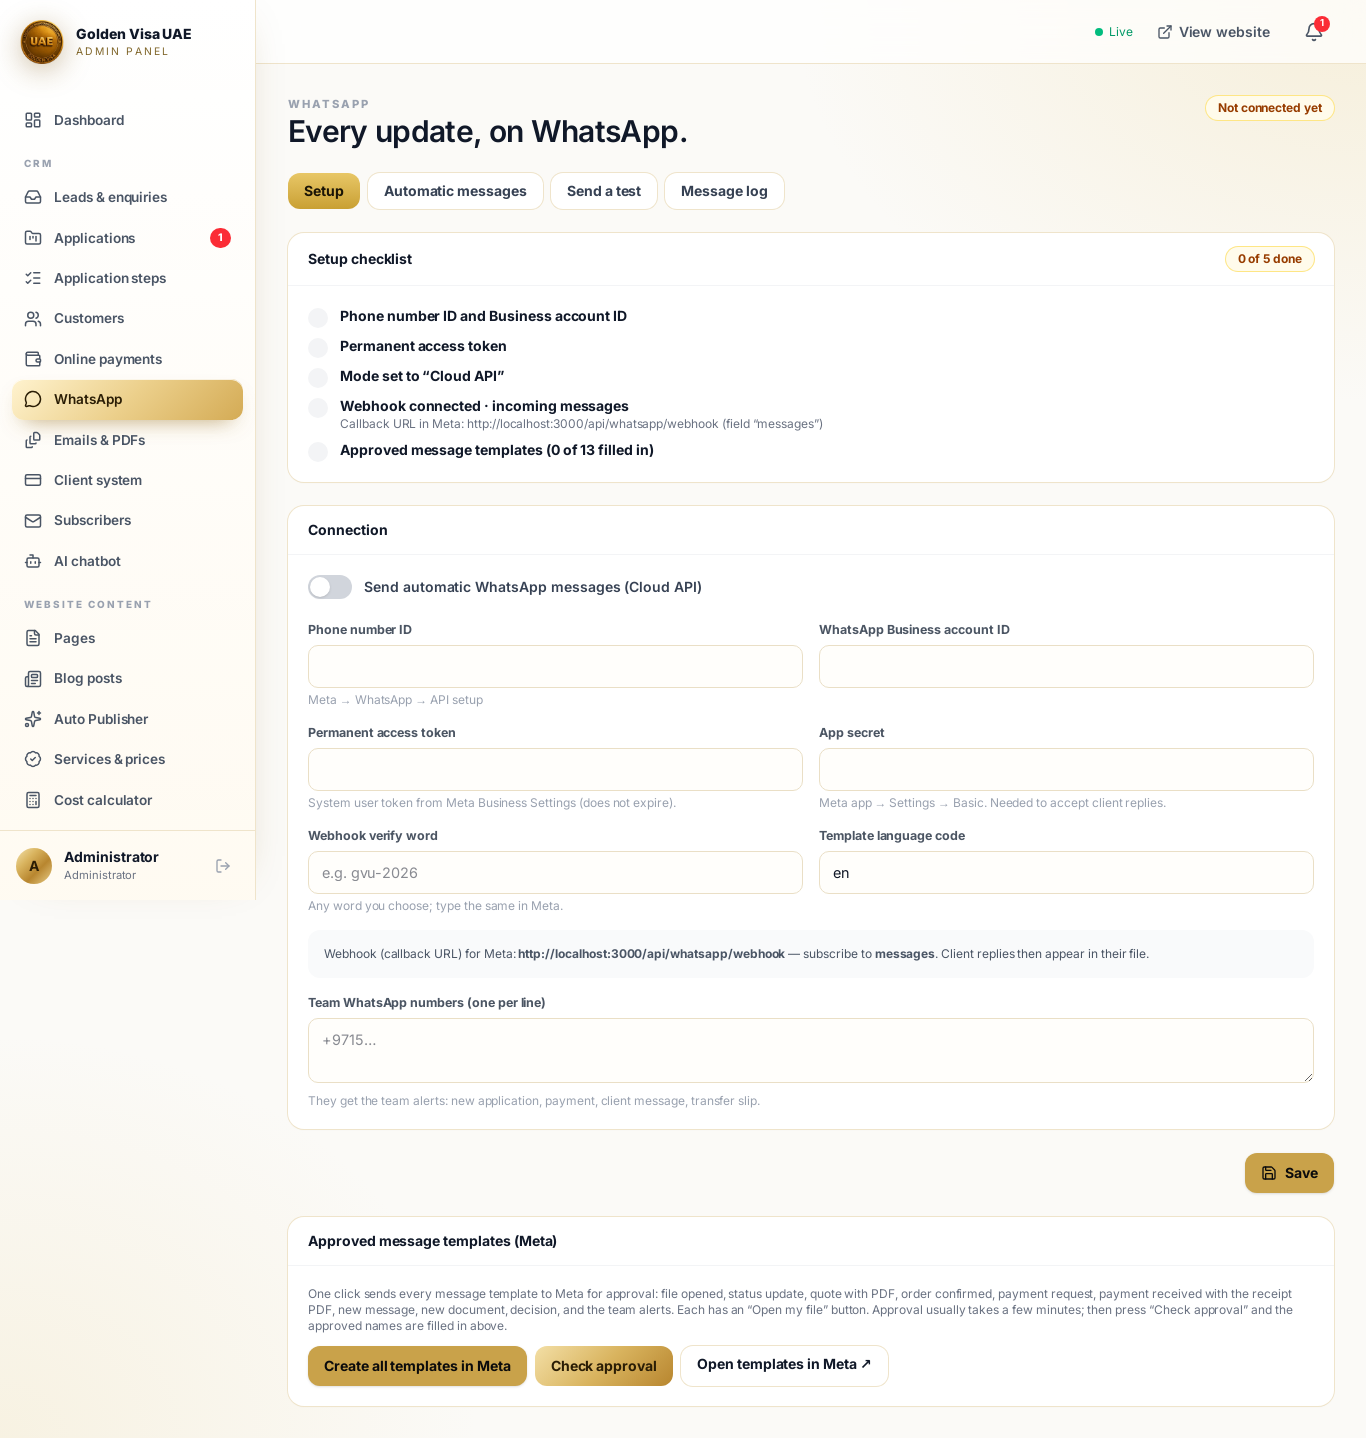 UAE
Golden Visa UAE
ADMIN PANEL
Dashboard
CRM
Leads & enquiries
Applications
1
Application steps
Customers
Online payments
WhatsApp
Emails & PDFs
Client system
Subscribers
AI chatbot
WEBSITE CONTENT
Pages
Blog posts
Auto Publisher
Services & prices
Cost calculator
A
Administrator
Administrator
Live
View website
1
WHATSAPP
Every update, on WhatsApp.
Not connected yet
Setup
Automatic messages
Send a test
Message log
Setup checklist
0 of 5 done
Phone number ID and Business account ID
Permanent access token
Mode set to “Cloud API”
Webhook connected · incoming messages
Callback URL in Meta: http://localhost:3000/api/whatsapp/webhook (field “messages”)
Approved message templates (0 of 13 filled in)
Connection
Send automatic WhatsApp messages (Cloud API)
Phone number ID
WhatsApp Business account ID
Meta → WhatsApp → API setup
Permanent access token
App secret
System user token from Meta Business Settings (does not expire).
Meta app → Settings → Basic. Needed to accept client replies.
Webhook verify word
Template language code
e.g. gvu-2026
en
Any word you choose; type the same in Meta.
Webhook (callback URL) for Meta: http://localhost:3000/api/whatsapp/webhook — subscribe to messages. Client replies then appear in their file.
Team WhatsApp numbers (one per line)
+9715…
They get the team alerts: new application, payment, client message, transfer slip.
Save
Approved message templates (Meta)
One click sends every message template to Meta for approval: file opened, status update, quote with PDF, order confirmed, payment request, payment received with the receipt
PDF, new message, new document, decision, and the team alerts. Each has an “Open my file” button. Approval usually takes a few minutes; then press “Check approval” and the
approved names are filled in above.
Create all templates in Meta
Check approval
Open templates in Meta ↗